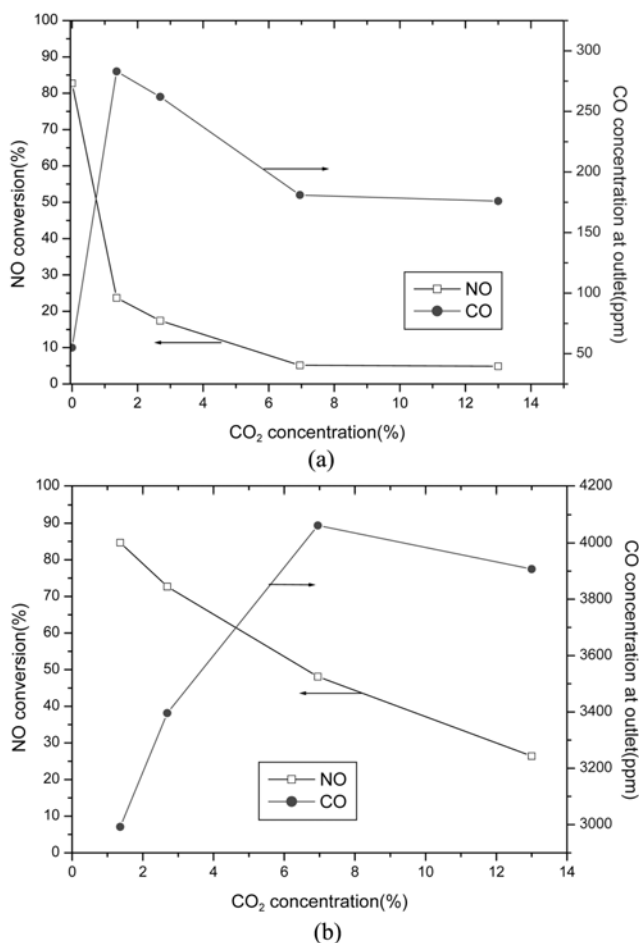 100
90
80
70
60
50
40
30
20
10
0
NO conversion(%)
300
250
200
150
100
50
CO concentration at outlet(ppm)
NO
CO
0 2 4 6 8 10 12 14
CO₂ concentration(%)
(a)
100
90
80
70
60
50
40
30
20
10
0
NO conversion(%)
4200
4000
3800
3600
3400
3200
3000
CO concentration at outlet(ppm)
NO
CO
0 2 4 6 8 10 12 14
CO₂ concentration(%)
(b)